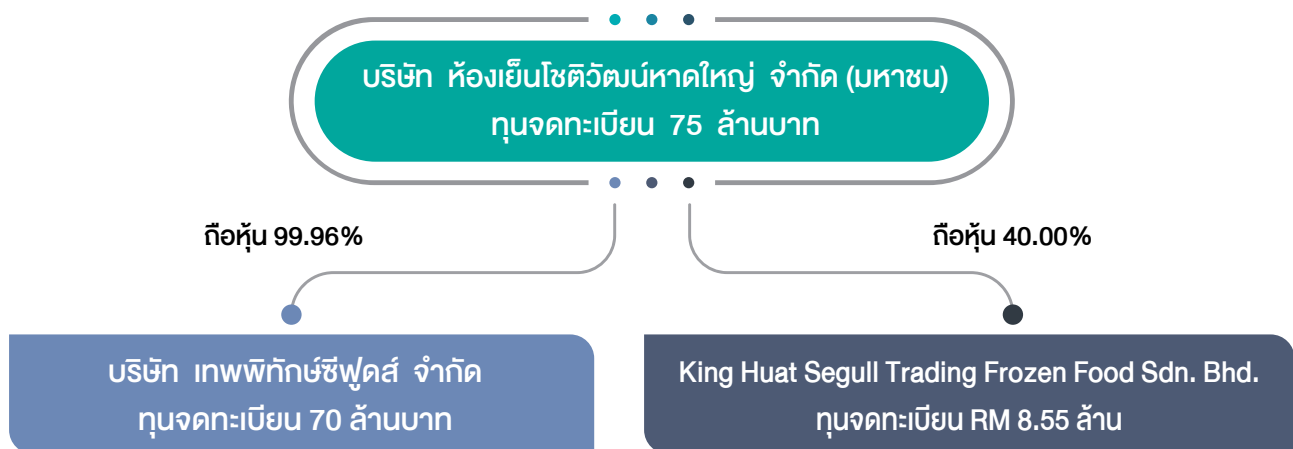 บริษัท ห้องเย็นโชติวัฒน์หาดใหญ่ จำกัด (มหาชน)
ทุนจดทะเบียน 75 ล้านบาท
ถือหุ้น 99.96%
ถือหุ้น 40.00%
บริษัท เทพพิทักษ์ซีฟูดส์ จำกัด
ทุนจดทะเบียน 70 ล้านบาท
King Huat Segull Trading Frozen Food Sdn. Bhd.
ทุนจดทะเบียน RM 8.55 ล้าน